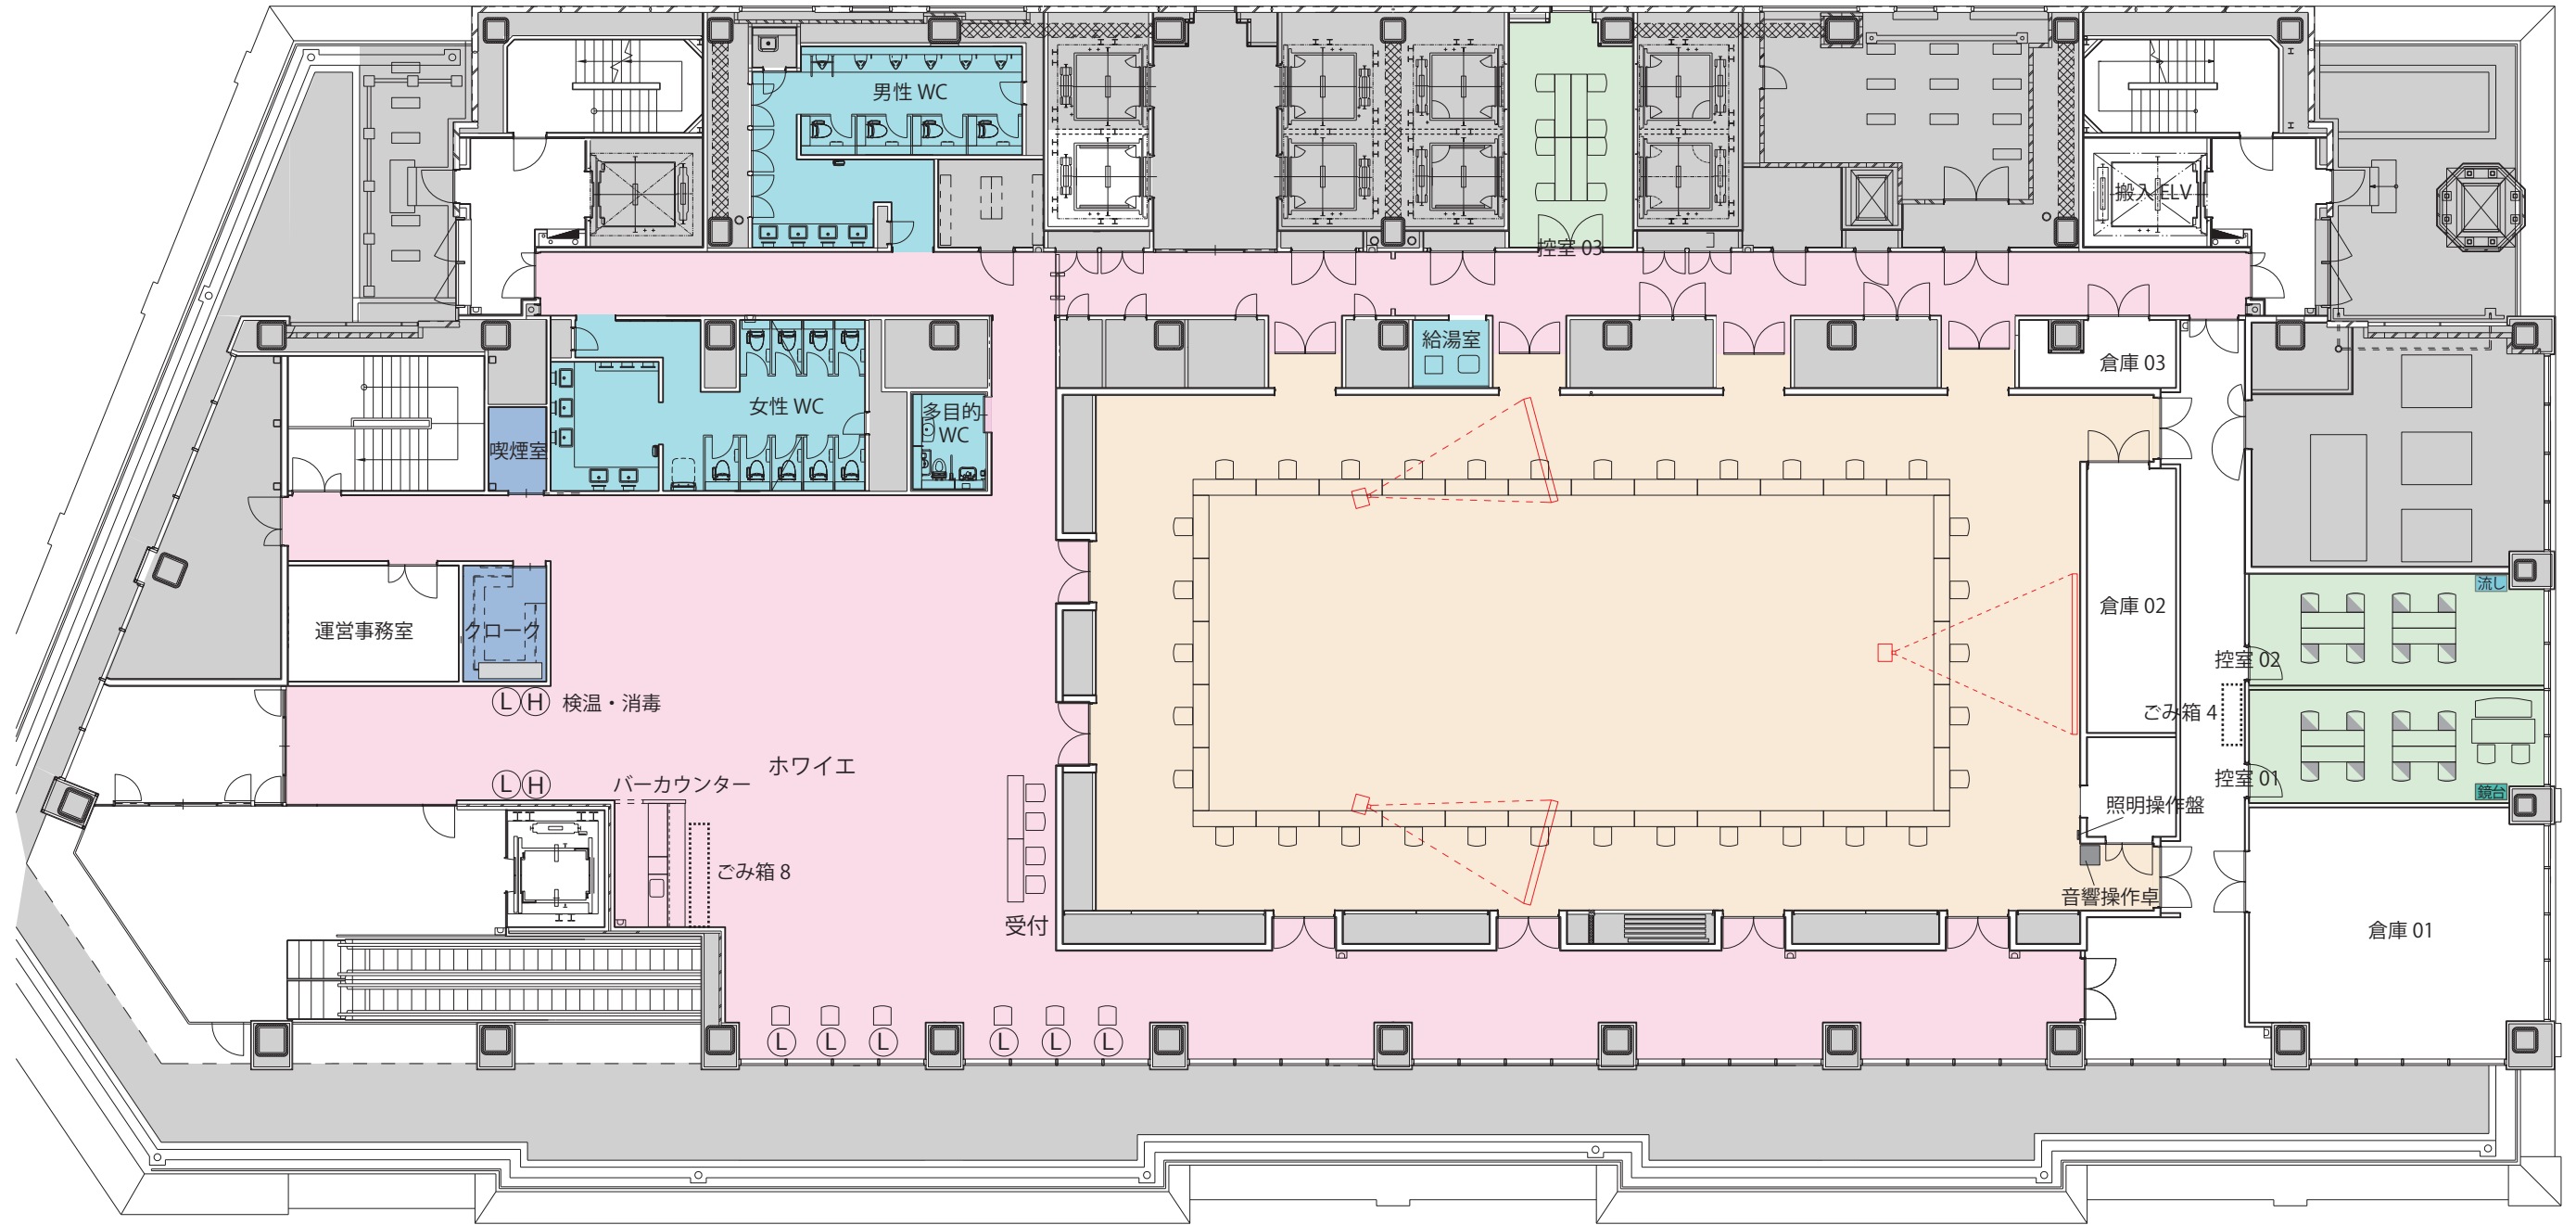 男性 WC
搬入 ELV
控室 03
給湯室
倉庫 03
女性 WC
多目的
WC
喫煙室
流し
運営事務室
クローク
倉庫 02
控室 02
L H 検温・消毒
ごみ箱 4
ホワイエ
L H
バーカウンター
控室 01
鏡台
照明操作盤
ごみ箱 8
音響操作卓
受付
倉庫 01
L L L L L L